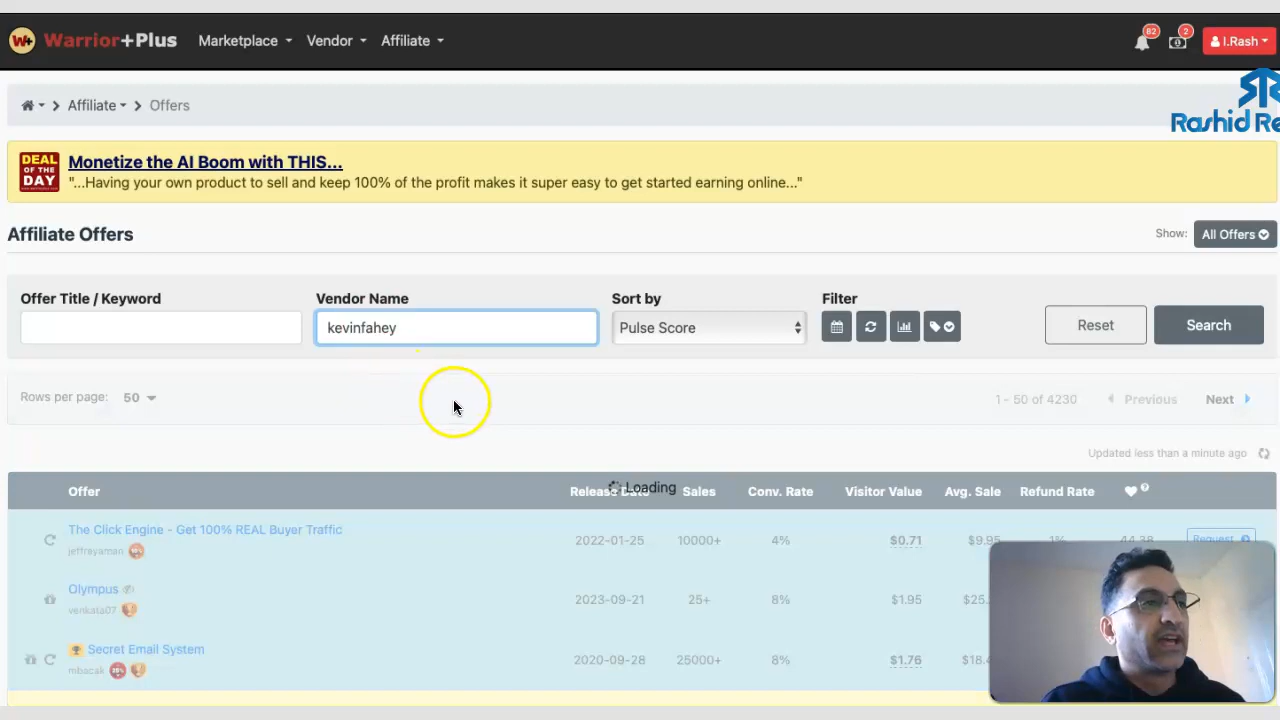 W+ Warrior+Plus Marketplace Vendor Affiliate 82 2 I.Rash
Affiliate Offers
Rashid Re
DEAL OF THE DAY
Monetize the AI Boom with THIS...
"...Having your own product to sell and keep 100% of the profit makes it super easy to get started earning online..."
Affiliate Offers Show: All Offers
Offer Title / Keyword Vendor Name Sort by Filter
kevinfahey Pulse Score Reset Search
Rows per page: 50 1 - 50 of 4230 Previous Next
Updated less than a minute ago
Loading
Offer Release Sales Conv. Rate Visitor Value Avg. Sale Refund Rate
The Click Engine - Get 100% REAL Buyer Traffic
jeffreyaman
2022-01-25 10000+ 4% $0.71 $9.95 1% 44.38 Request
Olympus
venkata07
2023-09-21 25+ 8% $1.95 $25.
Secret Email System
mbacak
2020-09-28 25000+ 8% $1.76 $18.